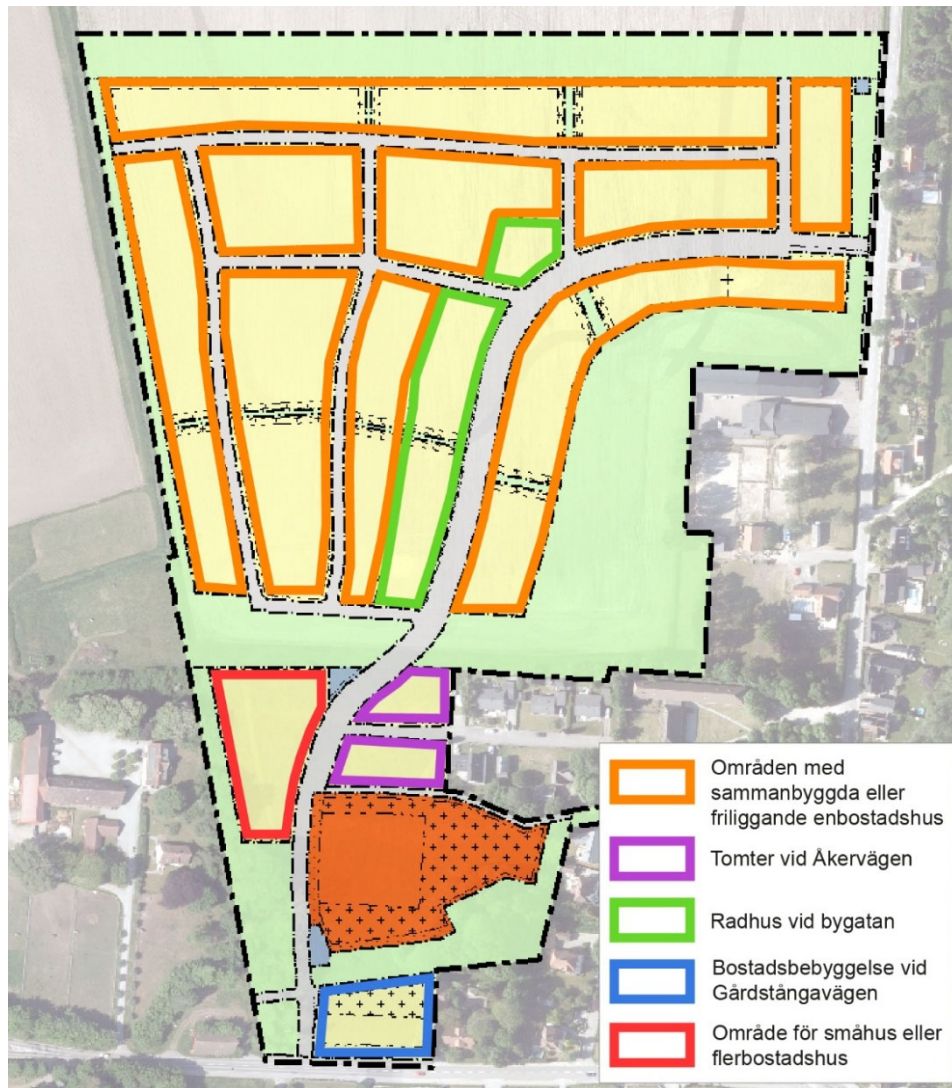 Områden med
sammanbyggda eller
friliggande enbostadshus
Tomter vid Åkervägen
Radhus vid bygatan
Bostadsbebyggelse vid
Gårdstångavägen
Område för småhus eller
flerbostadshus